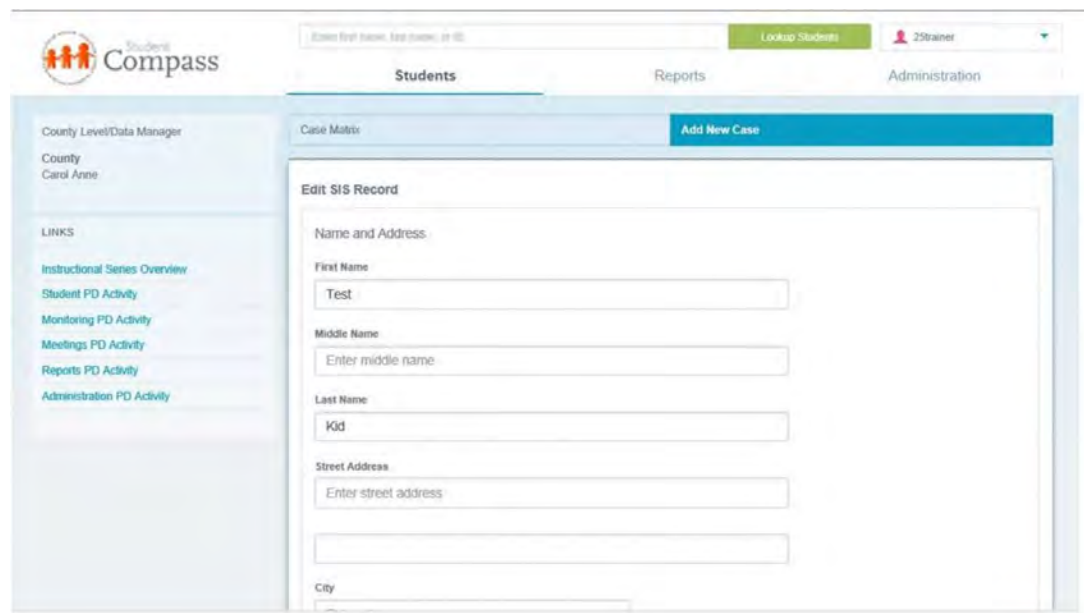 Student
Compass
Enter first name, last name, or ID
Lookup Students
25trainer
Students
Reports
Administration
County Level/Data Manager
County
Carol Anne
LINKS
Instructional Series Overview
Student PD Activity
Monitoring PD Activity
Meetings PD Activity
Reports PD Activity
Administration PD Activity
Case Matrix
Add New Case
Edit SIS Record
Name and Address
First Name
Test
Middle Name
Enter middle name
Last Name
Kid
Street Address
Enter street address
City